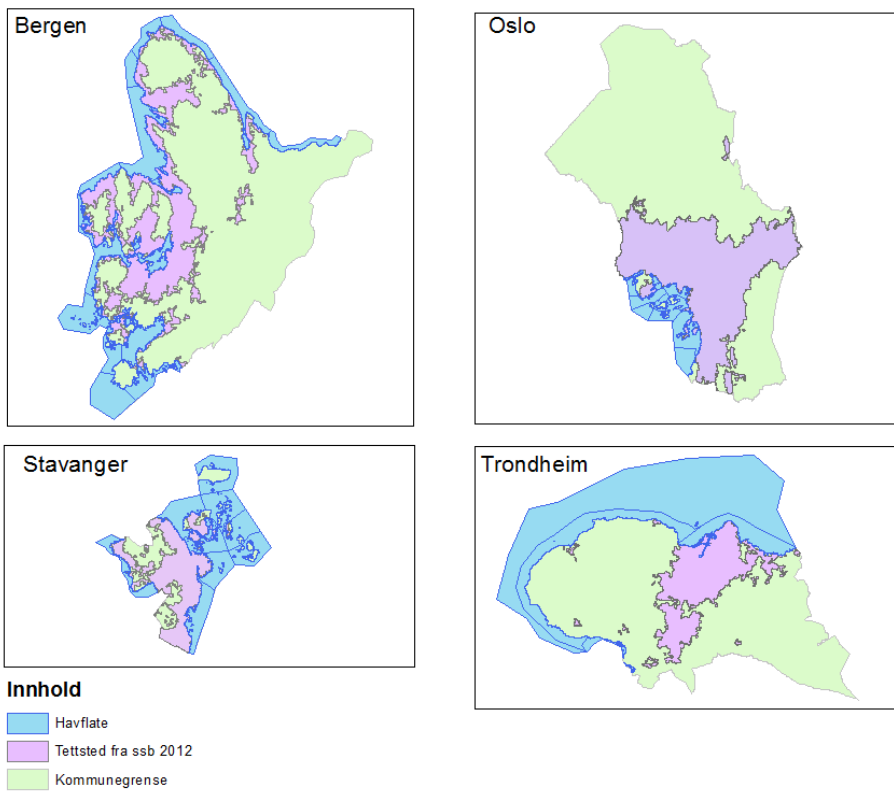 Bergen
Oslo
Stavanger
Trondheim
Innhold
Havflate
Tettsted fra ssb 2012
Kommunegrense